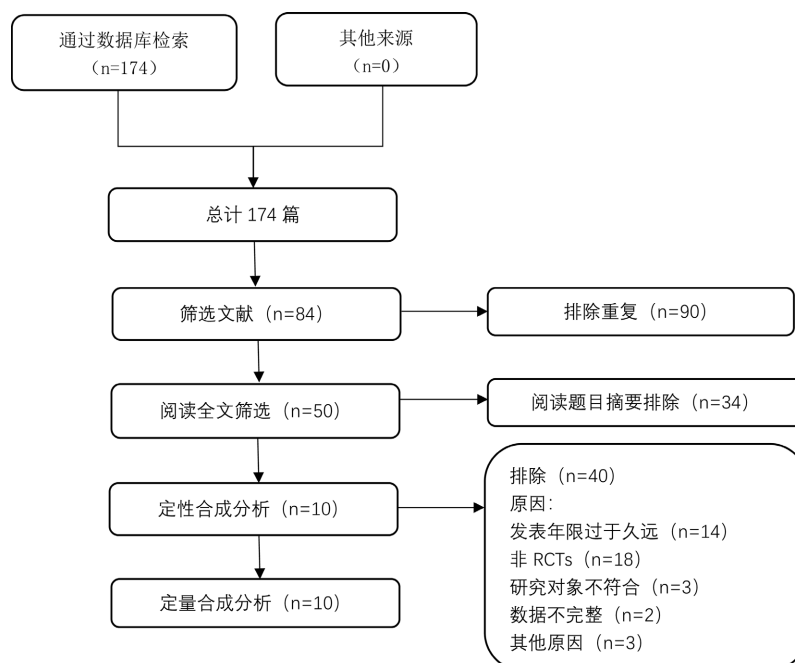 通过数据库检索
（n=174）
其他来源
（n=0）
总计 174 篇
筛选文献（n=84）
排除重复（n=90）
阅读全文筛选（n=50）
阅读题目摘要排除（n=34）
定性合成分析（n=10）
排除（n=40）
原因：
发表年限过于久远（n=14）
非 RCTs（n=18）
研究对象不符合（n=3）
数据不完整（n=2）
其他原因（n=3）
定量合成分析（n=10）